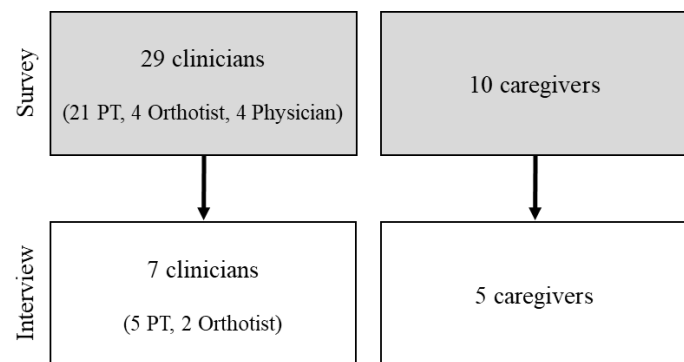 Survey
29 clinicians
(21 PT, 4 Orthotist, 4 Physician)
10 caregivers
Interview
7 clinicians
(5 PT, 2 Orthotist)
5 caregivers